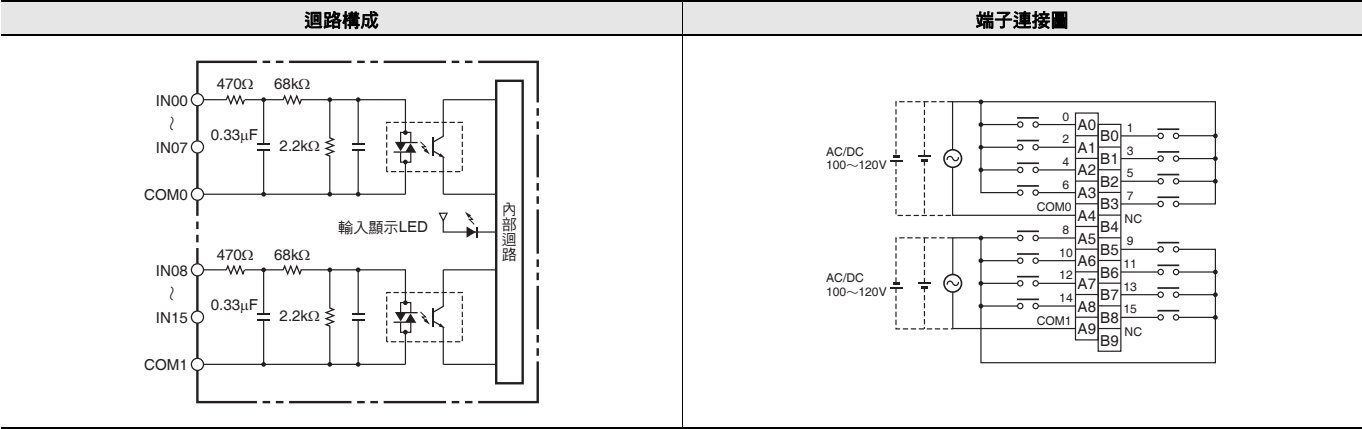 迴路構成
端子連接圖
470Ω 68kΩ
IN00
～
0.33μF
IN07
2.2kΩ
COM0
輸入顯示LED
內部迴路
470Ω 68kΩ
IN08
～
0.33μF
IN15
2.2kΩ
COM1
AC/DC
100～120V
0
2
4
6
COM0
8
10
12
14
COM1
A0
A1
A2
A3
A4
A5
A6
A7
A8
A9
B0
B1
B2
B3
B4
B5
B6
B7
B8
B9
1
3
5
7
NC
9
11
13
15
NC
AC/DC
100～120V